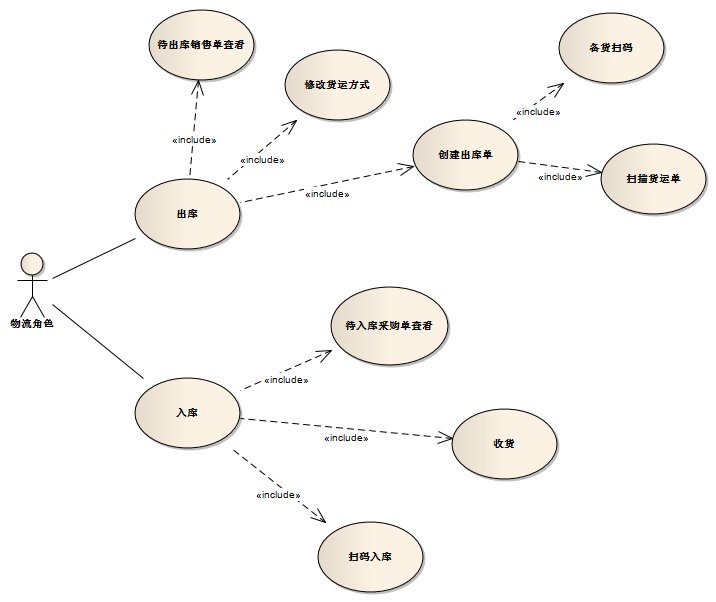 待出库销售单查看
备货扫码
修改货运方式
«include»
«include»
«include»
创建出库单
«include»
扫描货运单
«include»
出库
物流角色
待入库采购单查看
«include»
入库
«include»
收货
«include»
扫码入库